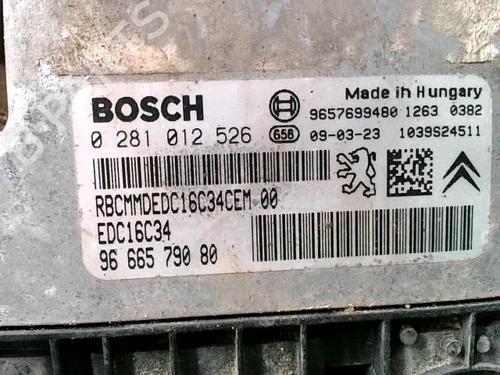 BOSCH
Made in Hungary
9657699480 1263 0382
0 281 012 526
658 09-03-23 1039S24511
RBCMMDEDC16C34CEM 00
EDC16C34
96 665 790 80